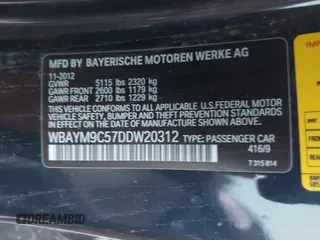 MFD BY BAYERISCHE MOTOREN WERKE AG
11-2012
GVWR 5115 lbs 2320 kg
GAWR FRONT 2600 lbs 1179 kg
GAWR REAR 2710 lbs 1229 kg
THIS VEHICLE CONFORMS TO ALL APPLICABLE
U.S. FEDERAL MOTOR
VEHICLE SAFETY, BUMPER, AND
THEFT PREVENTION STANDARDS IN EFFECT ON
THE DATE OF MANUFACTURE SHOWN ABOVE.
WBAYM9C57DDW20312 TYPE: PASSENGER CAR
416/9
7 315 814
IMP
© DREAMBID